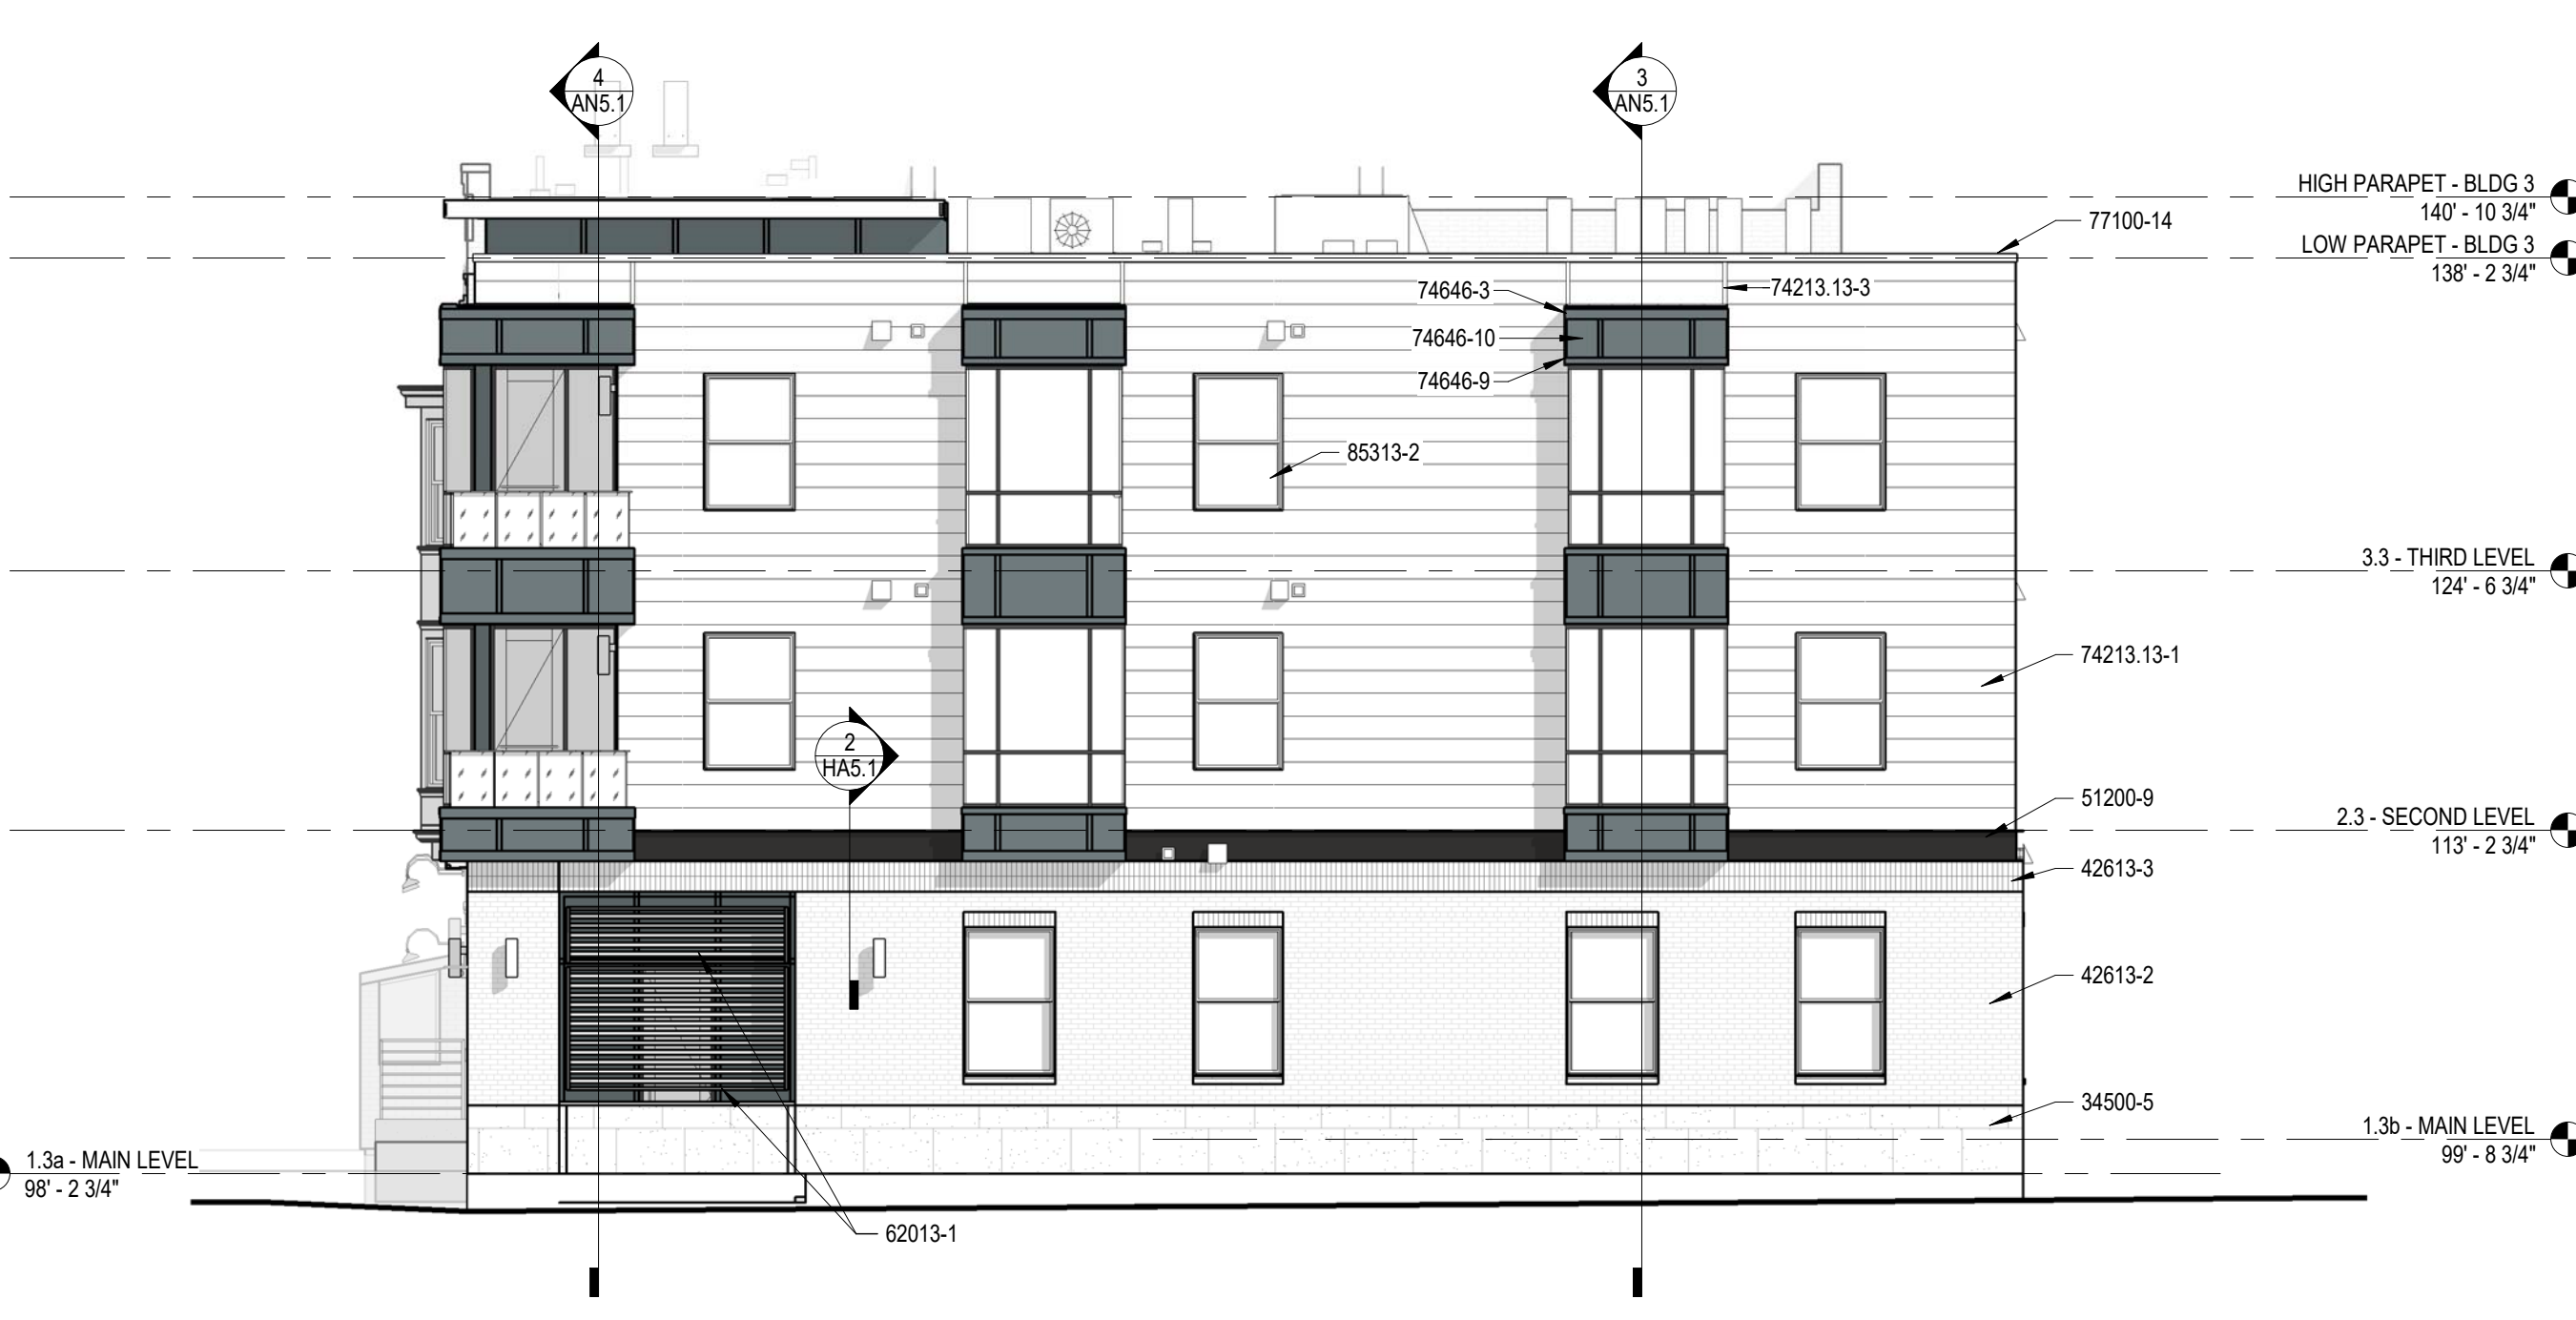 4
AN5.1
3
AN5.1
HIGH PARAPET - BLDG 3
140' - 10 3/4"
77100-14
LOW PARAPET - BLDG 3
138' - 2 3/4"
74646-3
74213.13-3
74646-10
74646-9
85313-2
3.3 - THIRD LEVEL
124' - 6 3/4"
74213.13-1
2
HA5.1
51200-9
2.3 - SECOND LEVEL
113' - 2 3/4"
42613-3
42613-2
34500-5
1.3b - MAIN LEVEL
99' - 8 3/4"
1.3a - MAIN LEVEL
98' - 2 3/4"
62013-1